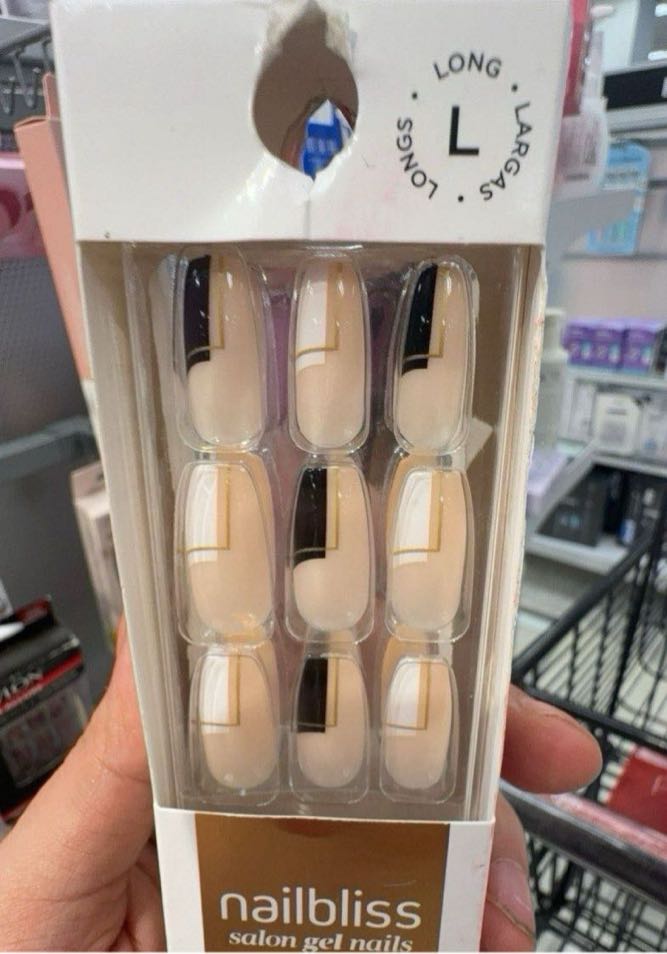 LONG • LARGAS • LONGS •
L
nailbliss
salon gel nails